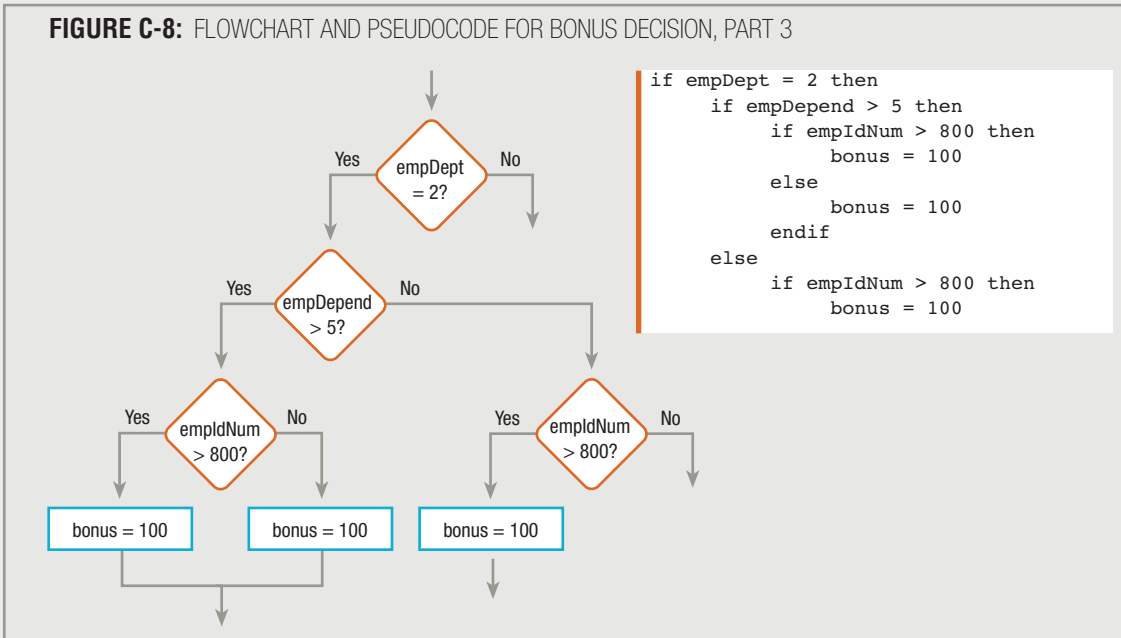 FIGURE C-8: FLOWCHART AND PSEUDOCODE FOR BONUS DECISION, PART 3
Yes
empDept
= 2?
No
Yes
empDepend
> 5?
No
Yes
empIdNum
> 800?
No
Yes
empIdNum
> 800?
No
bonus = 100
bonus = 100
bonus = 100
if empDept = 2 then
     if empDepend > 5 then
          if empIdNum > 800 then
               bonus = 100
          else
               bonus = 100
          endif
     else
          if empIdNum > 800 then
               bonus = 100